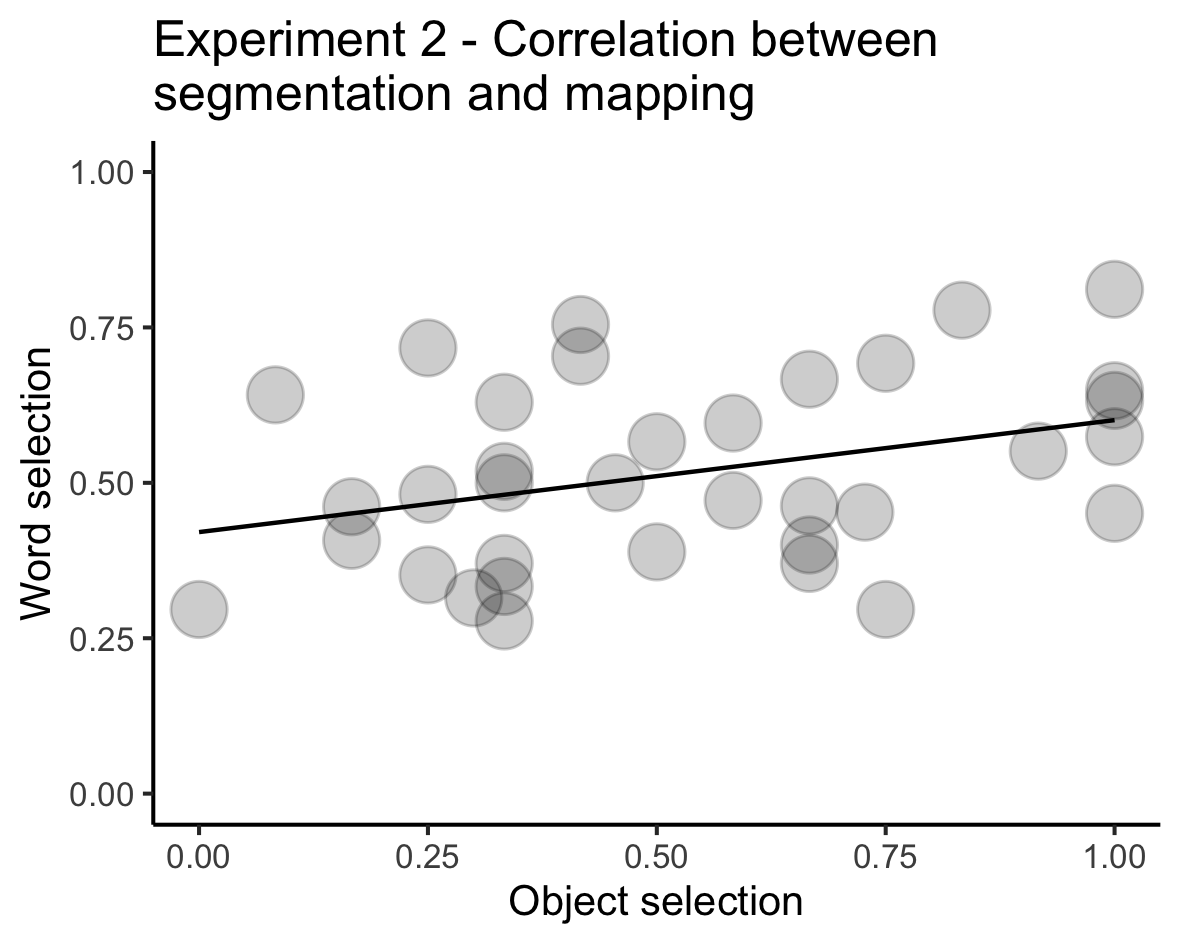 Experiment 2 - Correlation between
segmentation and mapping
1.00
0.75
0.50
0.25
0.00
Word selection
0.00 0.25 0.50 0.75 1.00
Object selection